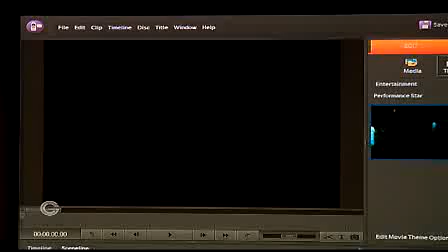 File Edit Clip Timeline Disc Title Window Help
Save
EDIT
Media
Entertainment
Performance Star
00;00;00;00
Edit Movie Theme Option
Timeline Sceneline